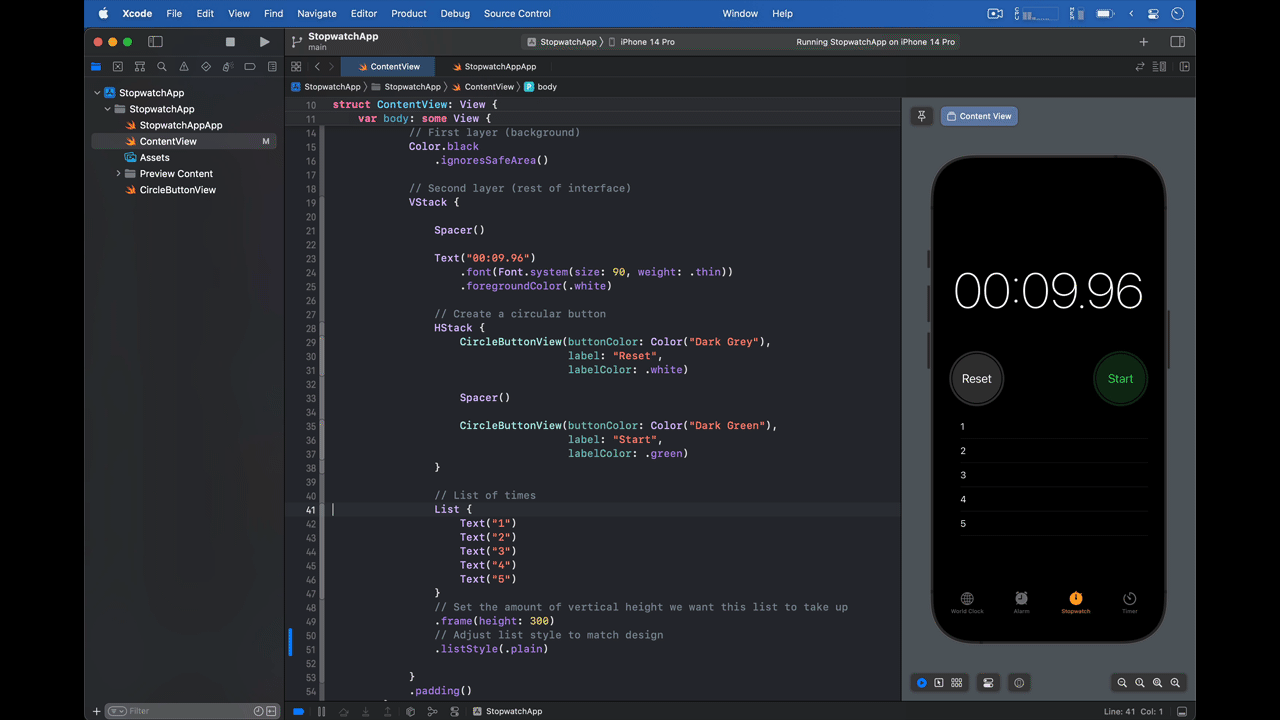 Xcode File Edit View Find Navigate Editor Product Debug Source Control Window Help
StopwatchApp
main
StopwatchApp iPhone 14 Pro
Running StopwatchApp on iPhone 14 Pro
ContentView StopwatchAppApp
StopwatchApp StopwatchApp ContentView P body
StopwatchApp
StopwatchApp
StopwatchAppApp
ContentView M
Assets
Preview Content
CircleButtonView
10 struct ContentView: View {
11 var body: some View {
14 // First layer (background)
15 Color.black
16 .ignoresSafeArea()
17
18 // Second layer (rest of interface)
19 VStack {
20
21 Spacer()
22
23 Text("00:09.96")
24 .font(Font.system(size: 90, weight: .thin))
25 .foregroundColor(.white)
26
27 // Create a circular button
28 HStack {
29 CircleButtonView(buttonColor: Color("Dark Grey"),
30 label: "Reset",
31 labelColor: .white)
32
33 Spacer()
34
35 CircleButtonView(buttonColor: Color("Dark Green"),
36 label: "Start",
37 labelColor: .green)
38 }
39
40 // List of times
41 List {
42 Text("1")
43 Text("2")
44 Text("3")
45 Text("4")
46 Text("5")
47 }
48 // Set the amount of vertical height we want this list to take up
49 .frame(height: 300)
50 // Adjust list style to match design
51 .listStyle(.plain)
52
53 }
54 .padding()
Content View
00:09.96
Reset Start
1
2
3
4
5
World Clock Alarm Stopwatch Timer
Filter
StopwatchApp
Line: 41 Col: 1